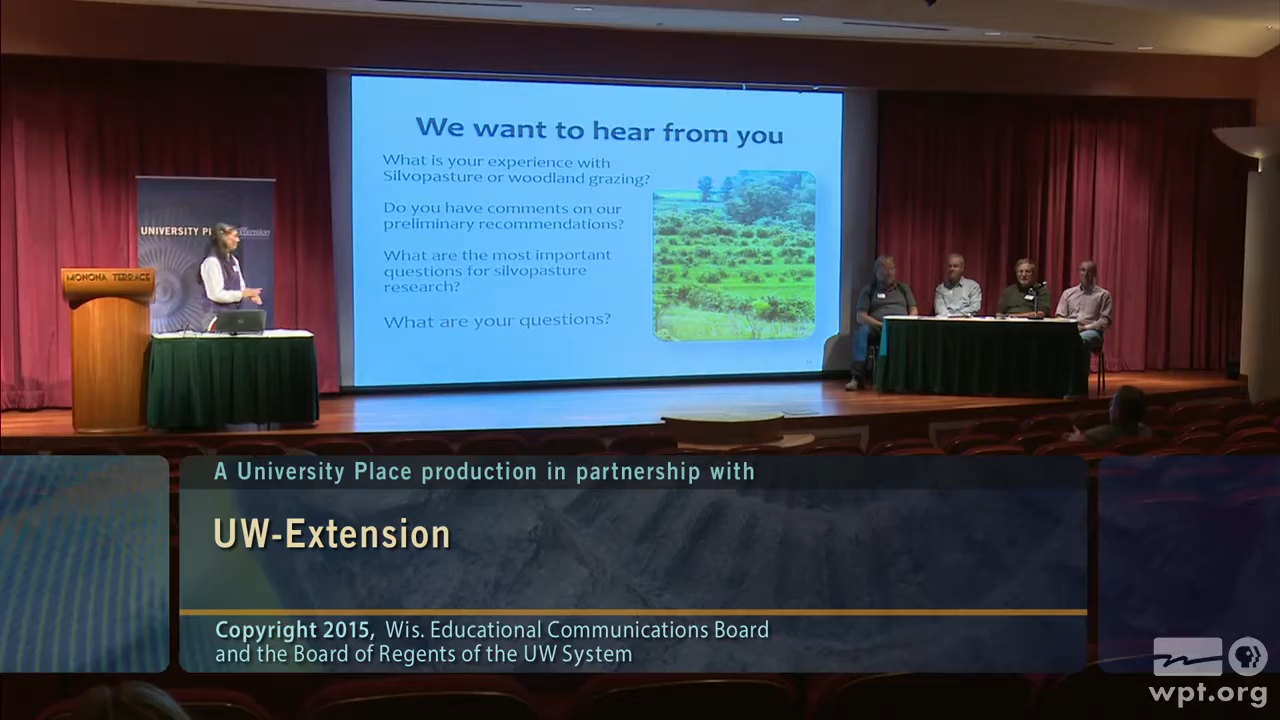 We want to hear from you
What is your experience with
Silvopasture or woodland grazing?
Do you have comments on our
preliminary recommendations?
What are the most important
questions for silvopasture
research?
What are your questions?
UNIVERSITY PL
Extension
MONONA TERRACE
A University Place production in partnership with
UW-Extension
Copyright 2015, Wis. Educational Communications Board
and the Board of Regents of the UW System
wpt.org